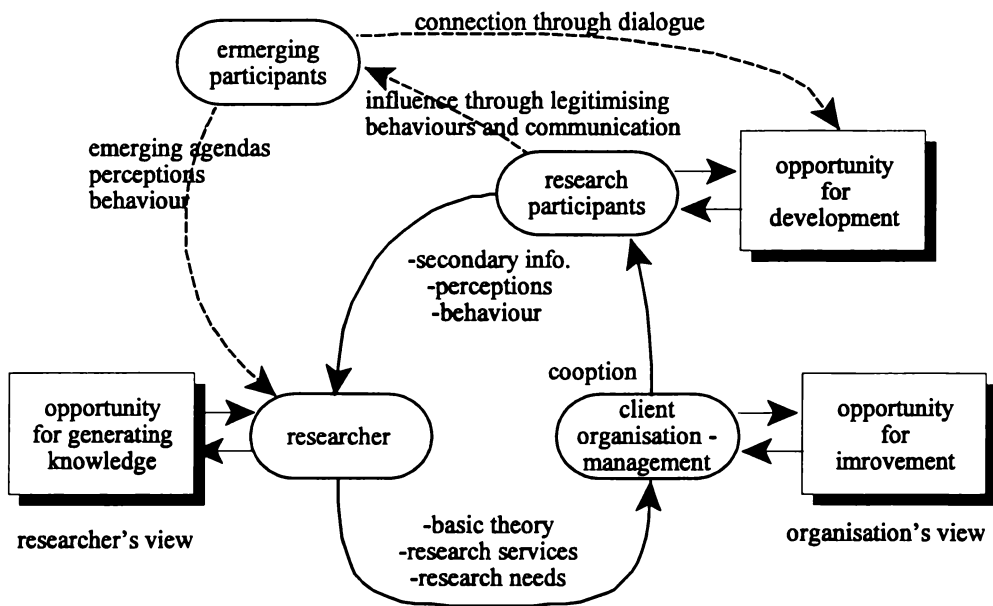 connection through dialogue
ermerging
participants
influence through legitimising
behaviours and communication
emerging agendas
perceptions
behaviour
research
participants
opportunity
for
development
-secondary info.
-perceptions
-behaviour
cooption
opportunity
for generating
knowledge
researcher
client
organisation -
management
opportunity
for
imrovement
researcher's view
-basic theory
-research services
-research needs
organisation's view